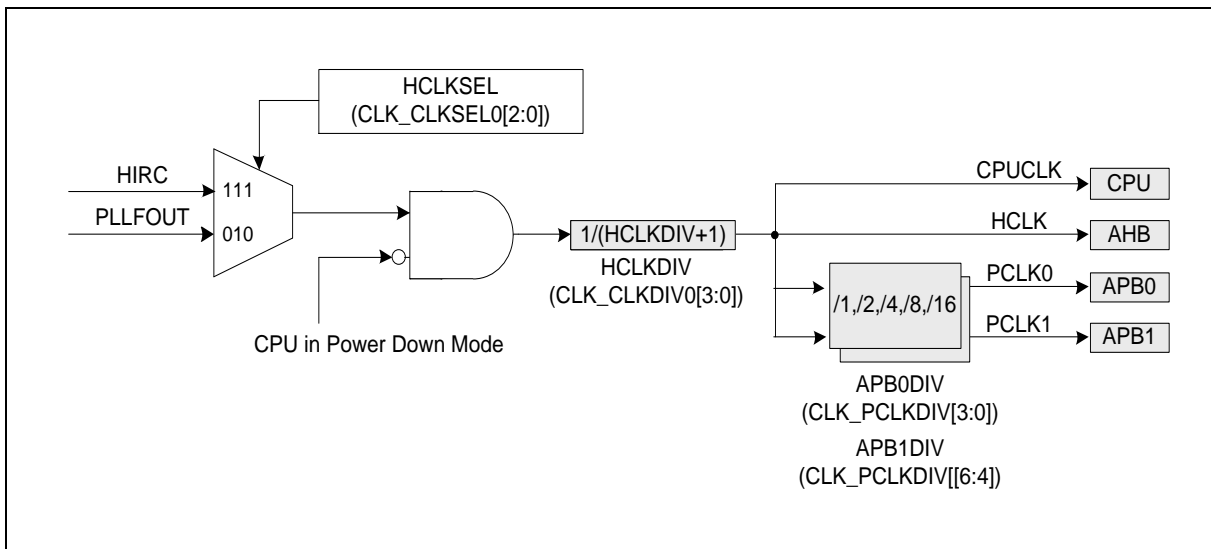 HCLKSEL
(CLK_CLKSEL0[2:0])
HIRC
111
PLLFOUT
010
CPU in Power Down Mode
1/(HCLKDIV+1)
HCLKDIV
(CLK_CLKDIV0[3:0])
CPUCLK
CPU
HCLK
AHB
/1,/2,/4,/8,/16
PCLK0
APB0
PCLK1
APB1
APB0DIV
(CLK_PCLKDIV[3:0])
APB1DIV
(CLK_PCLKDIV[[6:4])